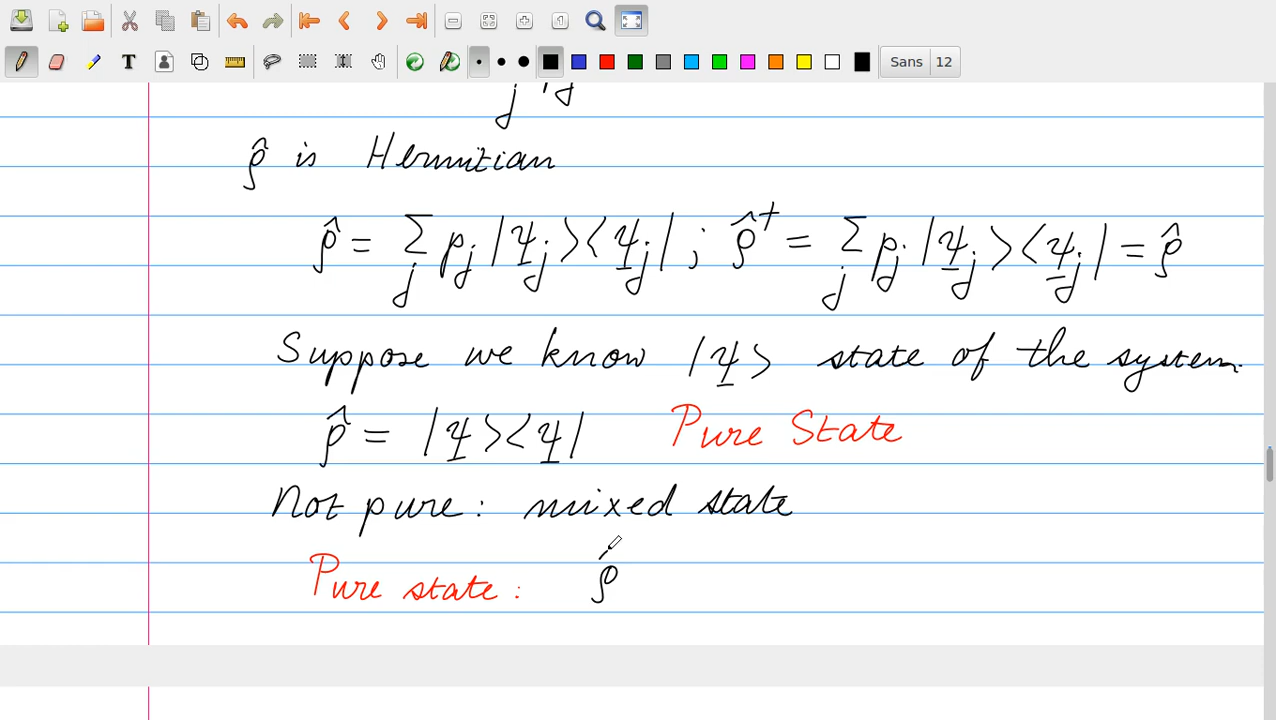 Sans 12
j
ρ̂ is Hermitian
ρ̂ = Σ_j p_j |Ψ_j><Ψ_j| ; ρ̂† = Σ_j p_j |Ψ_j><Ψ_j| = ρ̂
Suppose we know |Ψ> state of the system.
ρ̂ = |Ψ><Ψ| Pure State
Not pure: mixed state
Pure state: ρ